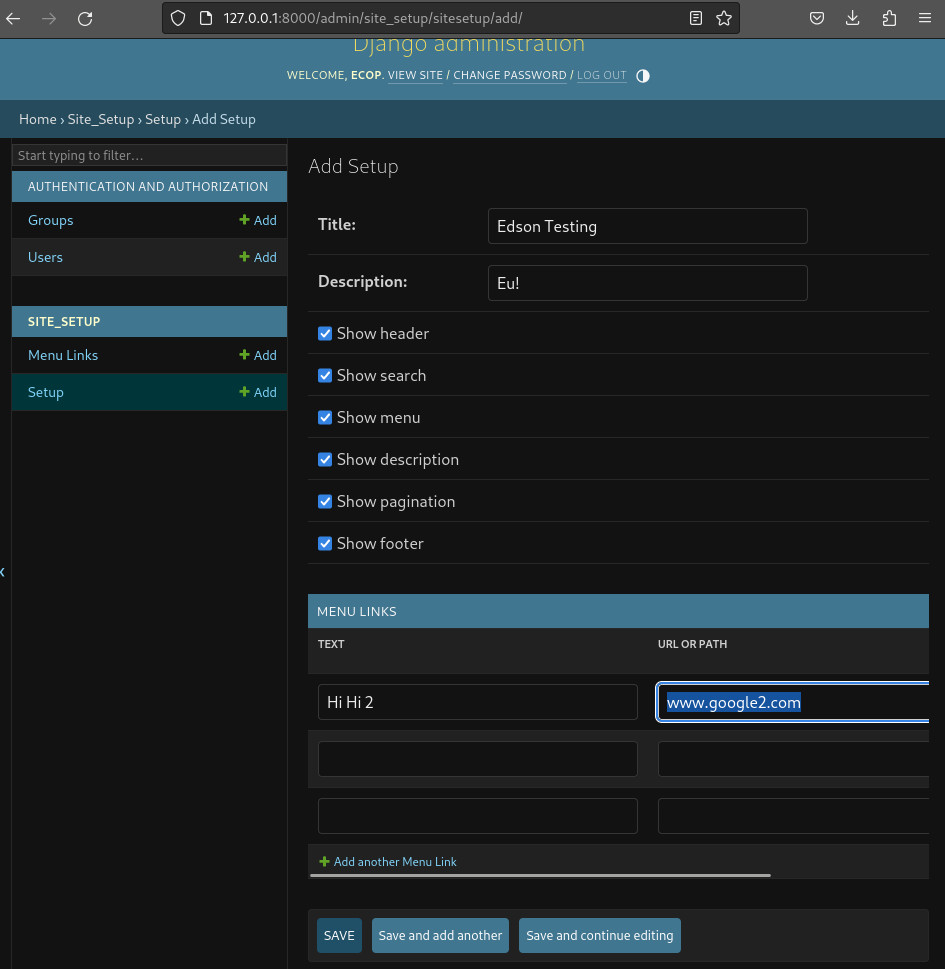 127.0.0.1:8000/admin/site_setup/sitesetup/add/
Django administration
WELCOME, ECOP. VIEW SITE / CHANGE PASSWORD / LOG OUT
Home › Site_Setup › Setup › Add Setup
Start typing to filter...
AUTHENTICATION AND AUTHORIZATION
Groups + Add
Users + Add
SITE_SETUP
Menu Links + Add
Setup + Add
Add Setup
Title: Edson Testing
Description: Eu!
Show header
Show search
Show menu
Show description
Show pagination
Show footer
MENU LINKS
TEXT URL OR PATH
Hi Hi 2 www.google2.com
+ Add another Menu Link
SAVE Save and add another Save and continue editing